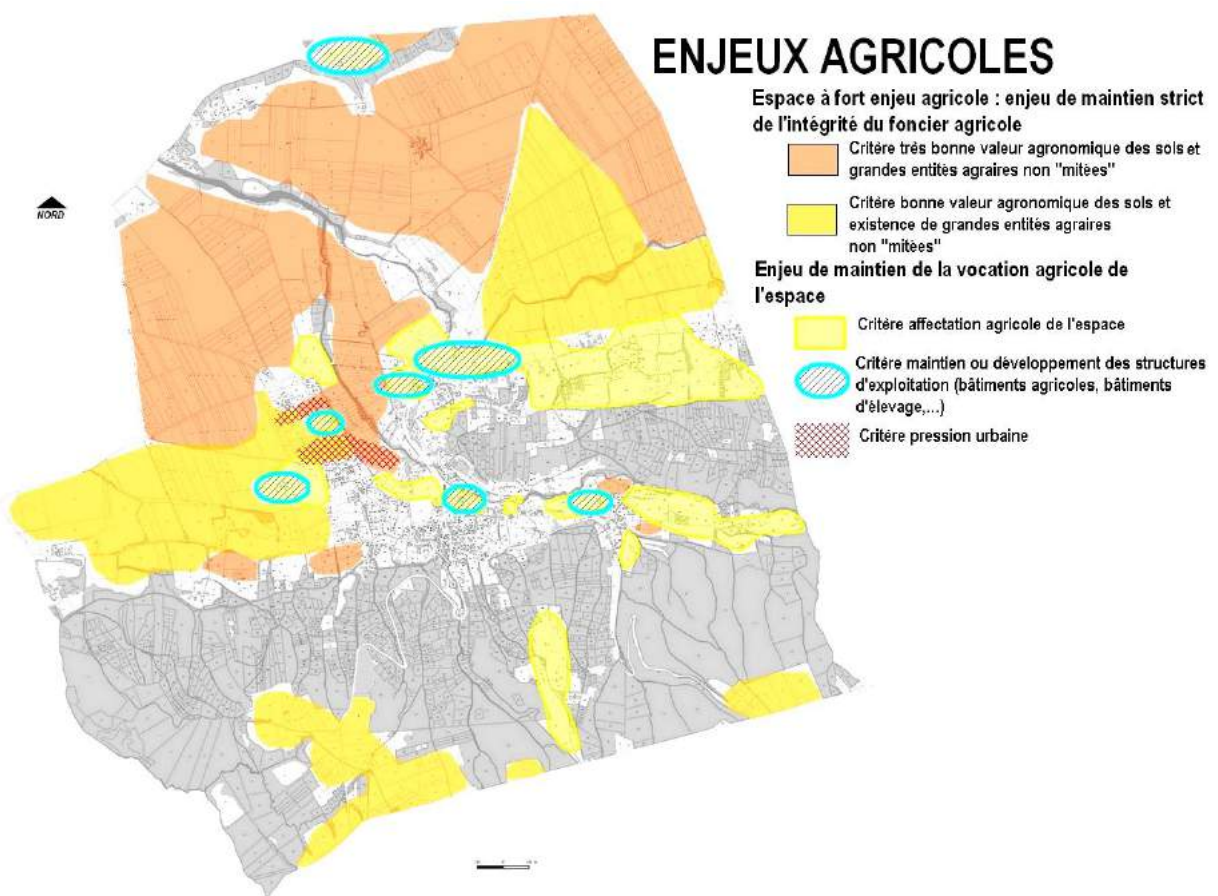 ENJEUX AGRICOLES
Espace à fort enjeu agricole : enjeu de maintien strict
de l'intégrité du foncier agricole
Critère très bonne valeur agronomique des sols et
grandes entités agraires non "mitées"
Critère bonne valeur agronomique des sols et
existence de grandes entités agraires
non "mitées"
Enjeu de maintien de la vocation agricole de
l'espace
Critère affectation agricole de l'espace
Critère maintien ou développement des structures
d'exploitation (bâtiments agricoles, bâtiments
d'élevage,...)
Critère pression urbaine
NORD